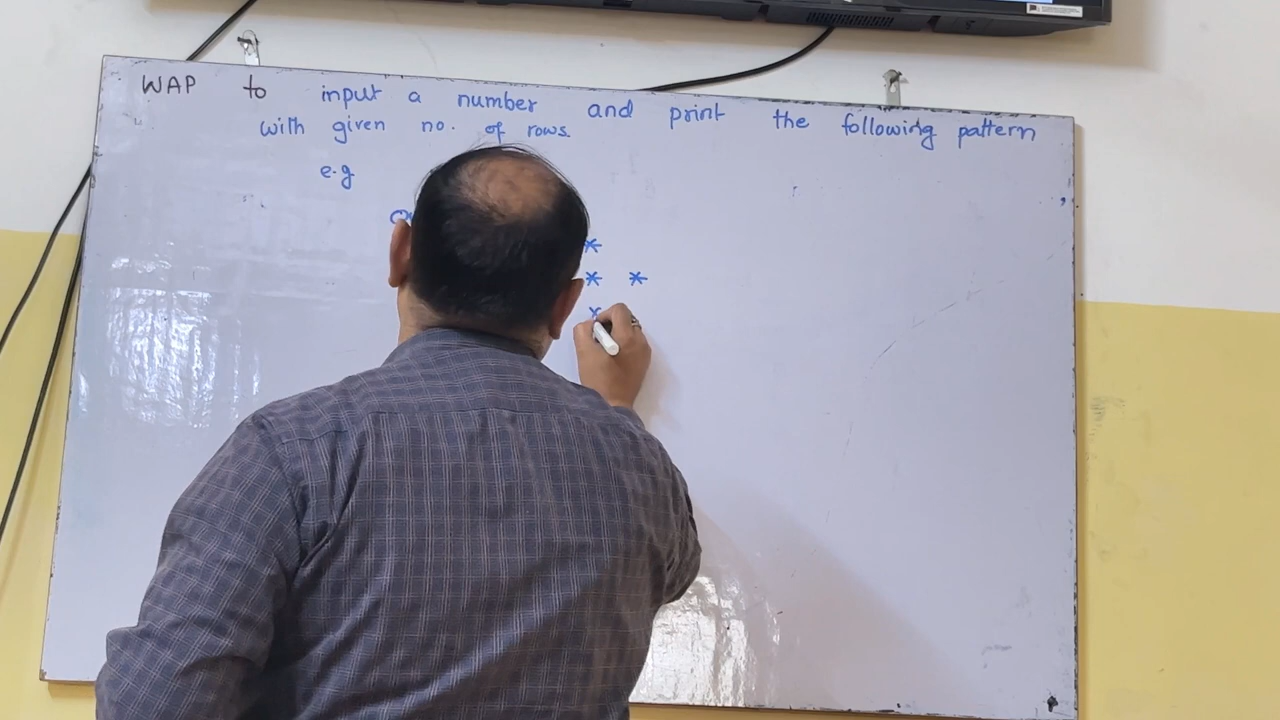 WAP to input a number and print the following pattern
with given no. of rows.
e.g
*
* *
*